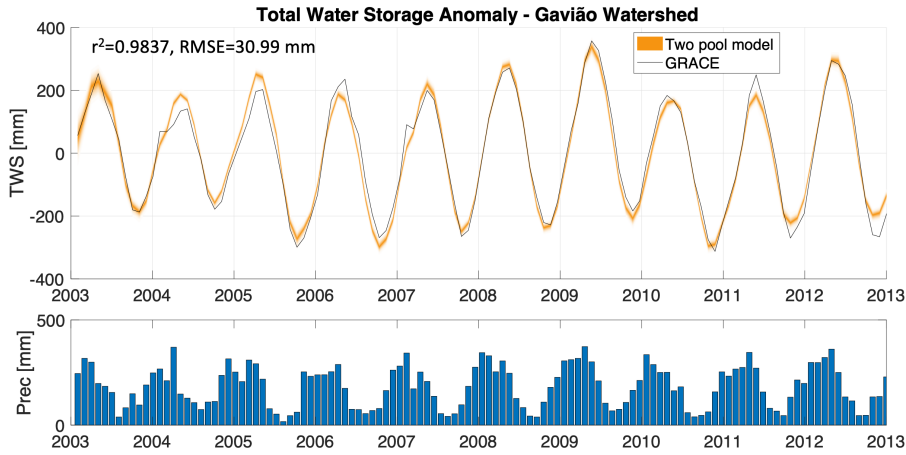 Total Water Storage Anomaly - Gavião Watershed
r²=0.9837, RMSE=30.99 mm
Two pool model
GRACE
TWS [mm]
400
200
0
-200
-400
2003 2004 2005 2006 2007 2008 2009 2010 2011 2012 2013
Prec [mm]
500
0
2003 2004 2005 2006 2007 2008 2009 2010 2011 2012 2013